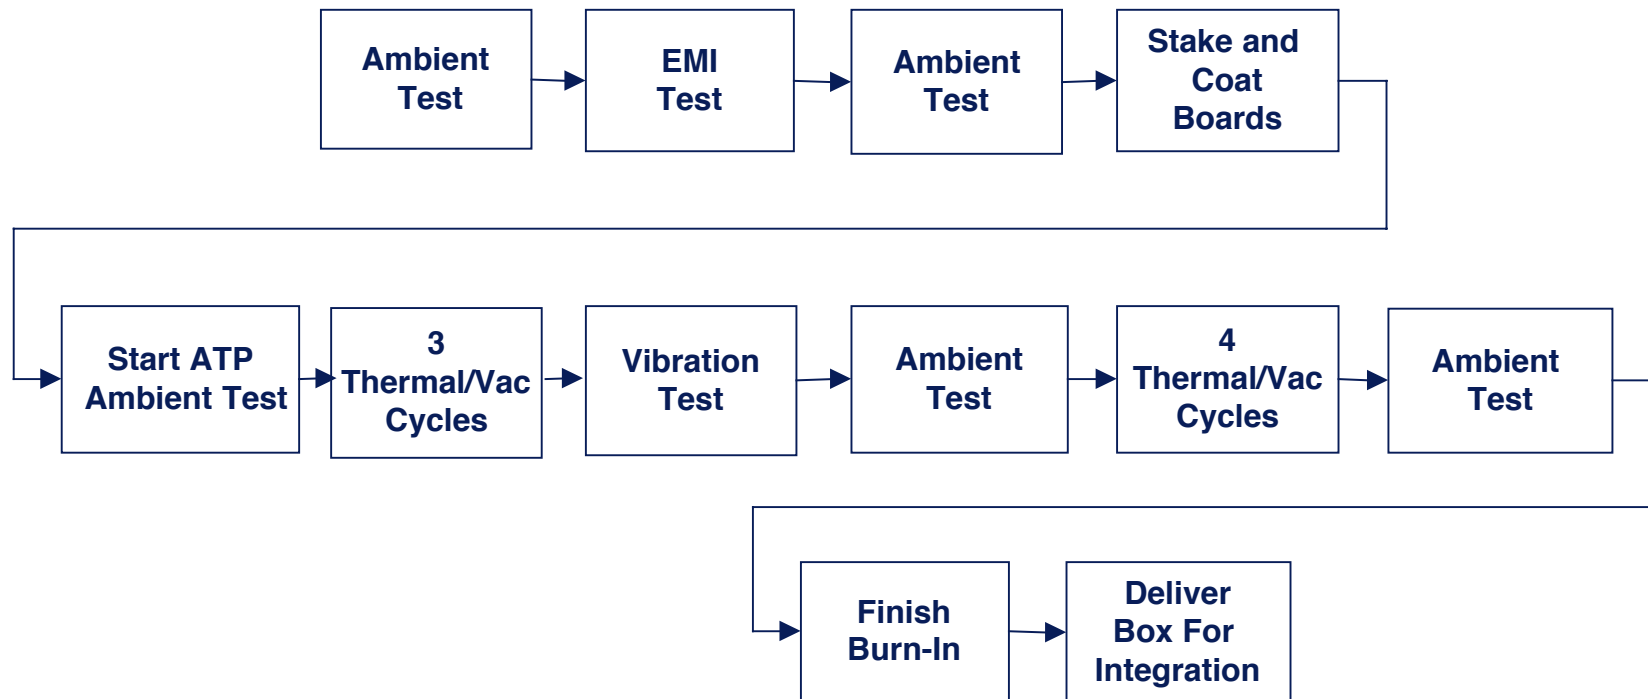 Ambient
Test
EMI
Test
Ambient
Test
Stake and
Coat
Boards
Start ATP
Ambient Test
3
Thermal/Vac
Cycles
Vibration
Test
Ambient
Test
4
Thermal/Vac
Cycles
Ambient
Test
Finish
Burn-In
Deliver
Box For
Integration